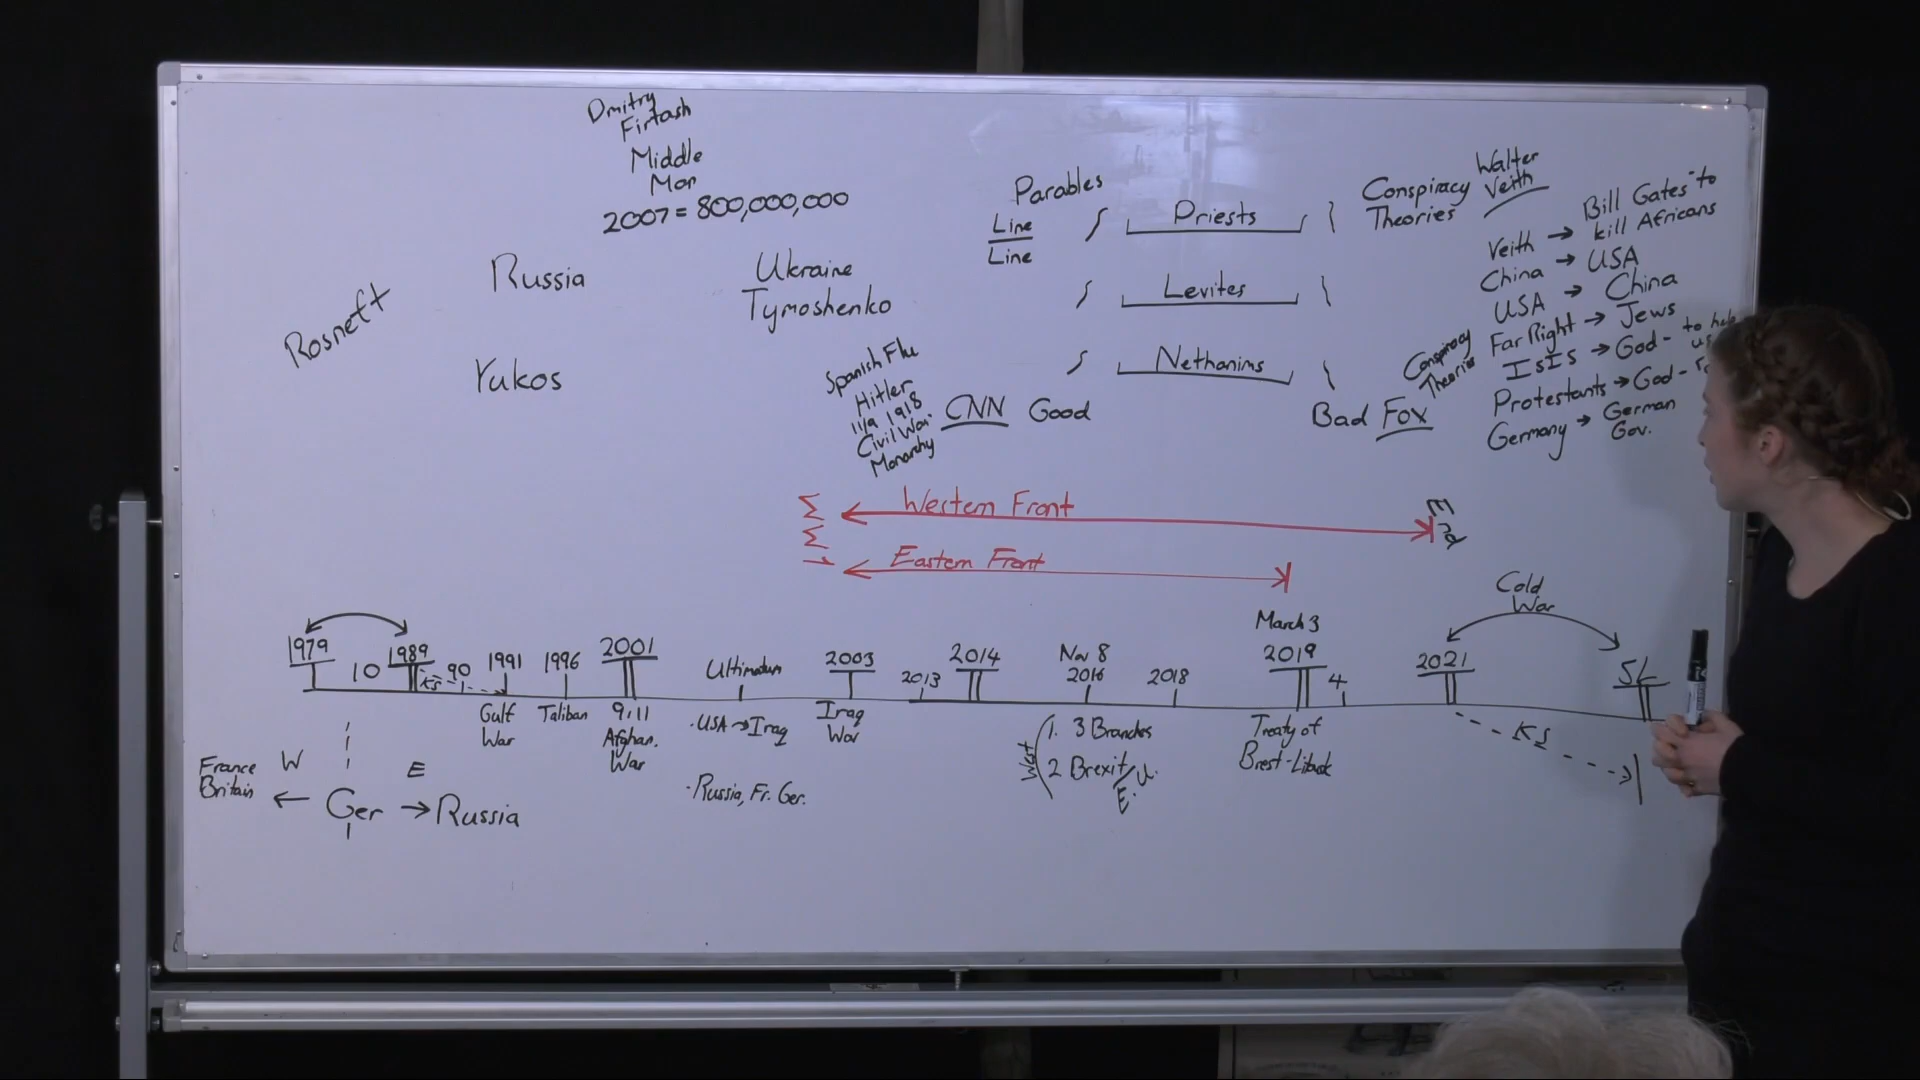 Dmitry
Firtash
Middle
Man
2007 = 800,000,000
Russia
Ukraine
Tymoshenko
Rosneft
Yukos
Parables
Line
Line
Priests
Levites
Nethanims
Conspiracy
Theories
Walter
Veith
Veith → Bill Gates to
kill Africans
China → USA
USA → China
Far Right → Jews
ISIS → God - to help
us
Protestants → God -
Germany → German
Gov.
Conspiracy
Theories
Spanish Flu
Hitler
11/9 1918
Civil War
Monarchy
CNN Good
Bad Fox
Western Front
End
Eastern Front
Cold
War
March 3
1979 10 1989 90 1991 1996 2001 Ultimatum 2003 2013 2014 Nov 8
2016 2018 2019 4 2021 SL
KS
Gulf
War
Taliban
9,11
Afghan.
War
· USA → Iraq
· Russia, Fr. Ger.
Iraq
War
West
1. 3 Branches
2 Brexit/
E.U.
Treaty of
Brest-Litovsk
KS
France
Britain
W
E
← Ger → Russia